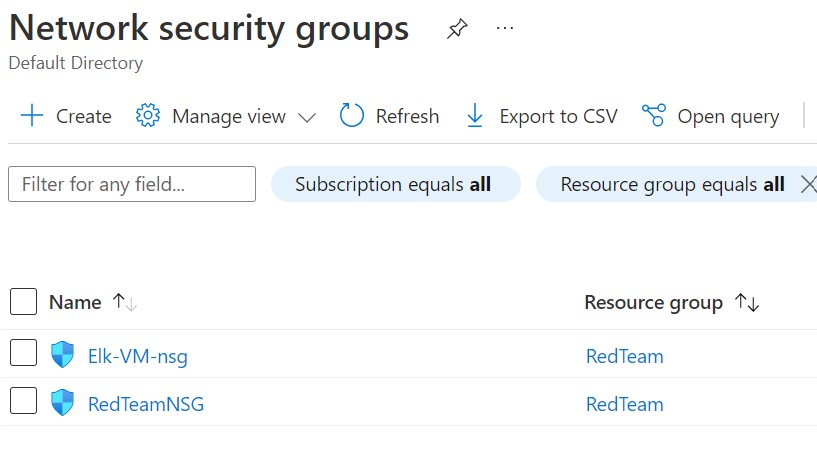 Network security groups
Default Directory
Create Manage view Refresh Export to CSV Open query
Filter for any field... Subscription equals all Resource group equals all
Name Resource group
Elk-VM-nsg RedTeam
RedTeamNSG RedTeam